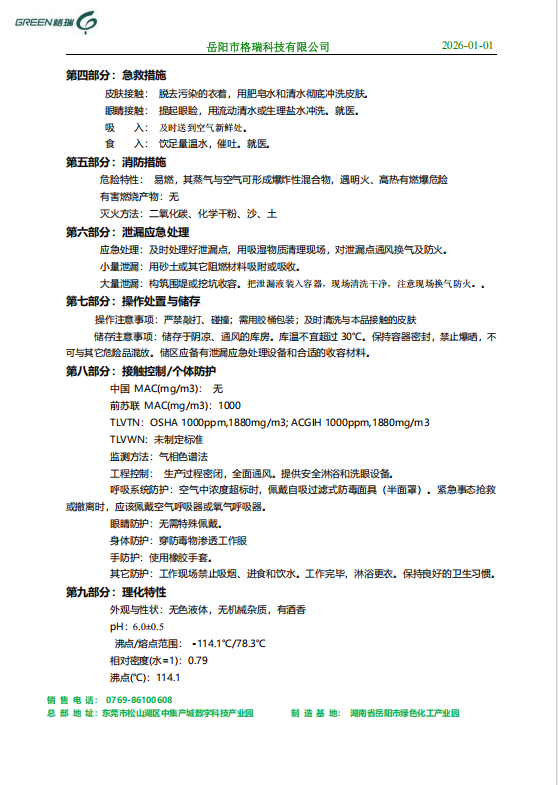 GREEN格瑞
岳阳市格瑞科技有限公司 2026-01-01
第四部分：急救措施
皮肤接触： 脱去污染的衣着，用肥皂水和清水彻底冲洗皮肤。
眼睛接触： 提起眼睑，用流动清水或生理盐水冲洗。就医。
吸 入： 及时送到空气新鲜处。
食 入： 饮足量温水，催吐。就医。
第五部分：消防措施
危险特性： 易燃，其蒸气与空气可形成爆炸性混合物，遇明火、高热有燃爆危险
有害燃烧产物：无
灭火方法：二氧化碳、化学干粉、沙、土
第六部分：泄漏应急处理
应急处理：及时处理好泄漏点，用吸湿物质清理现场，对泄漏点通风换气及防火。
小量泄漏：用砂土或其它阻燃材料吸附或吸收。
大量泄漏：构筑围堤或挖坑收容。把泄漏液装入容器，现场清洗干净，注意现场换气防火。。
第七部分：操作处置与储存
操作注意事项：严禁敲打、碰撞；需用胶桶包装；及时清洗与本品接触的皮肤
储存注意事项：储存于阴凉、通风的库房。库温不宜超过 30℃。保持容器密封，禁止爆晒，不
可与其它危险品混放。储区应备有泄漏应急处理设备和合适的收容材料。
第八部分：接触控制/个体防护
中国 MAC(mg/m3)： 无
前苏联 MAC(mg/m3)：1000
TLVTN：OSHA 1000ppm,1880mg/m3; ACGIH 1000ppm,1880mg/m3
TLVWN：未制定标准
监测方法：气相色谱法
工程控制： 生产过程密闭，全面通风。提供安全淋浴和洗眼设备。
呼吸系统防护：空气中浓度超标时，佩戴自吸过滤式防毒面具（半面罩）。紧急事态抢救
或撤离时，应该佩戴空气呼吸器或氧气呼吸器。
眼睛防护：无需特殊佩戴。
身体防护：穿防毒物渗透工作服
手防护：使用橡胶手套。
其它防护：工作现场禁止吸烟、进食和饮水。工作完毕，淋浴更衣。保持良好的卫生习惯。
第九部分：理化特性
外观与性状：无色液体，无机械杂质，有酒香
pH：6.0±0.5
沸点/熔点范围： -114.1℃/78.3℃
相对密度(水=1)：0.79
沸点(℃)：114.1
销 售 电 话： 0769-86100608
总 部 地 址：东莞市松山湖区中集产城数字科技产业园 制 造 基 地： 湖南省岳阳市绿色化工产业园